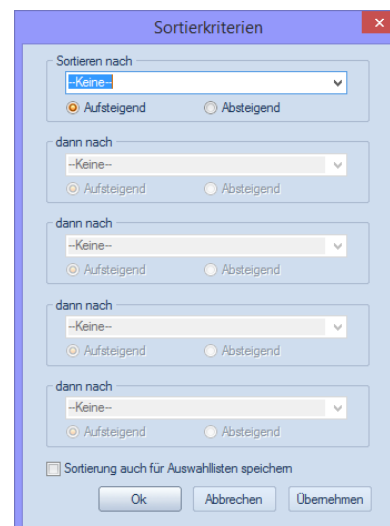 Sortierkriterien
Sortieren nach
--Keine--
Aufsteigend Absteigend
dann nach
--Keine--
Aufsteigend Absteigend
dann nach
--Keine--
Aufsteigend Absteigend
dann nach
--Keine--
Aufsteigend Absteigend
dann nach
--Keine--
Aufsteigend Absteigend
Sortierung auch für Auswahllisten speichern
Ok Abbrechen Übernehmen